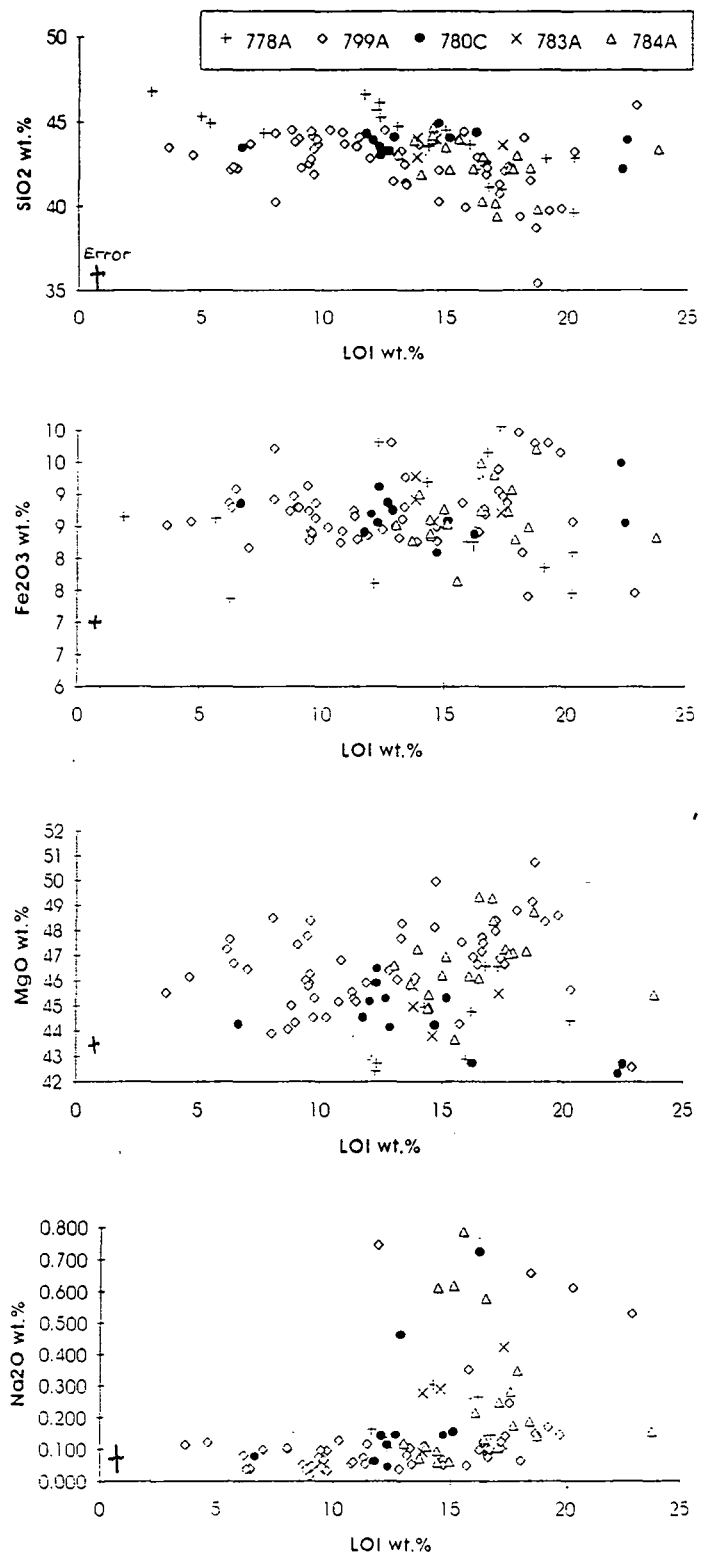 778A 799A 780C 783A 784A
SiO2 wt.%
50
45
40
35
Error
0 5 10 15 20 25
LOI wt.%
Fe2O3 wt.%
10
10
9
9
8
8
7
7
6
0 5 10 15 20 25
LOI wt.%
MgO wt.%
52
51
50
49
48
47
46
45
44
43
42
0 5 10 15 20 25
LOI wt.%
Na2O wt.%
0.800
0.700
0.600
0.500
0.400
0.300
0.200
0.100
0.000
0 5 10 15 20 25
LOI wt.%